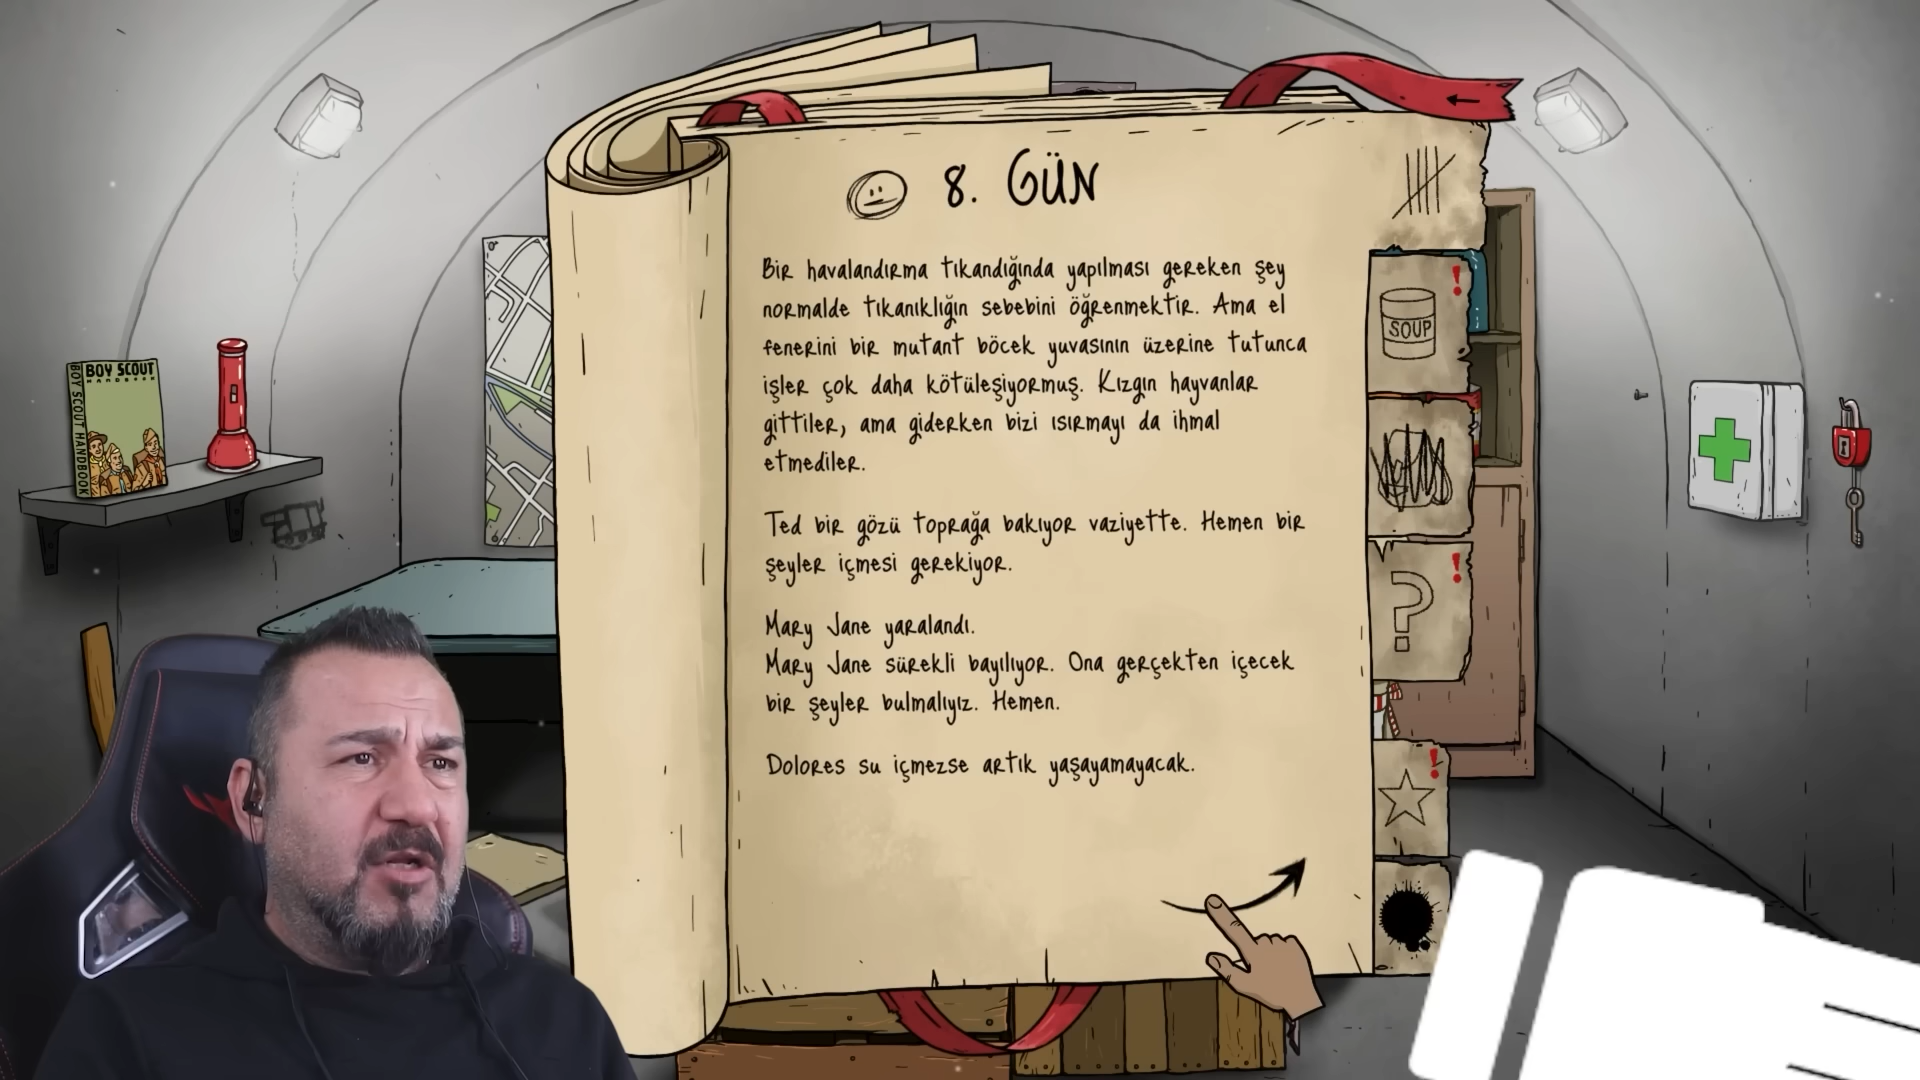 8. GÜN
Bir havalandırma tıkandığında yapılması gereken şey
normalde tıkanıklığın sebebini öğrenmektir. Ama el
fenerini bir mutant böcek yuvasının üzerine tutunca
işler çok daha kötüleşiyormuş. Kızgın hayvanlar
gittiler, ama giderken bizi ısırmayı da ihmal
etmediler.
Ted bir gözü toprağa bakıyor vaziyette. Hemen bir
şeyler içmesi gerekiyor.
Mary Jane yaralandı.
Mary Jane sürekli bayılıyor. Ona gerçekten içecek
bir şeyler bulmalıyız. Hemen.
Dolores su içmezse artık yaşayamayacak.
SOUP
BOY SCOUT
HANDBOOK
BOY SCOUT HANDBOOK